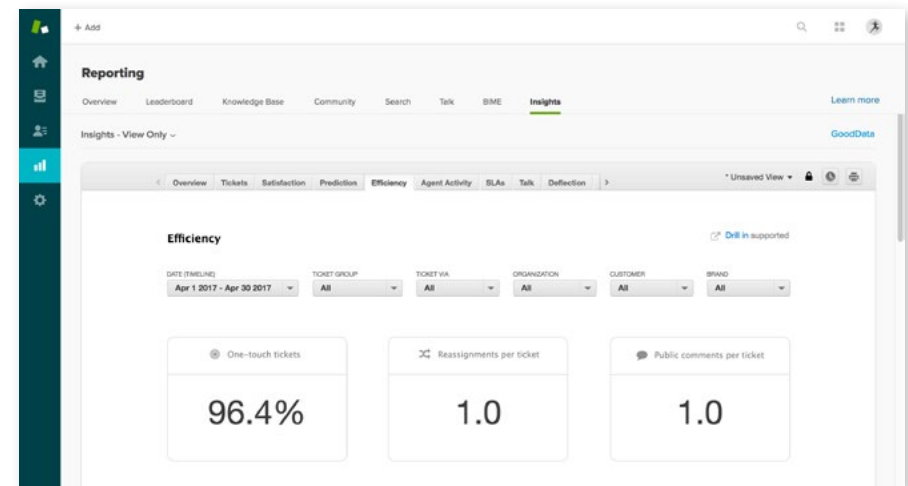 + Add
Reporting
Overview Leaderboard Knowledge Base Community Search Talk BIME Insights Learn more
Insights - View Only GoodData
Overview Tickets Satisfaction Prediction Efficiency Agent Activity SLAs Talk Deflection * Unsaved View
Efficiency Drill in supported
DATE (TIMELINE) TICKET GROUP TICKET VIA ORGANIZATION CUSTOMER BRAND
Apr 1 2017 - Apr 30 2017 All All All All All
One-touch tickets Reassignments per ticket Public comments per ticket
96.4% 1.0 1.0